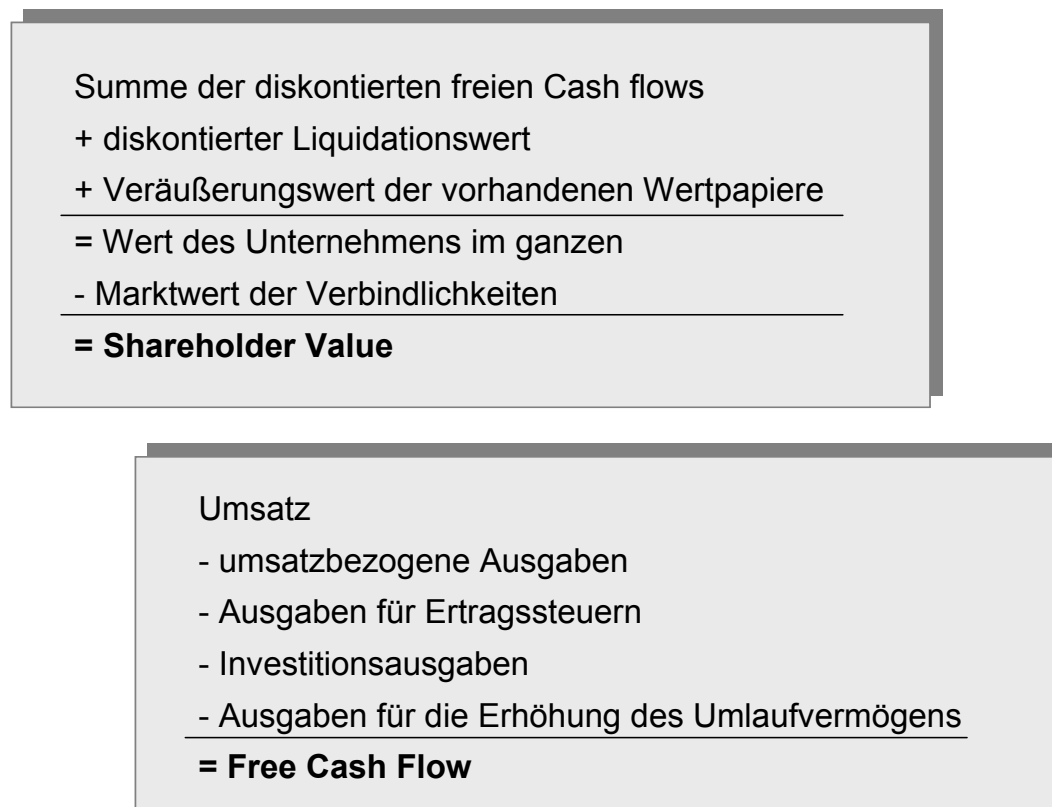 Summe der diskontierten freien Cash flows
+ diskontierter Liquidationswert
+ Veräußerungswert der vorhandenen Wertpapiere
= Wert des Unternehmens im ganzen
- Marktwert der Verbindlichkeiten
= Shareholder Value
Umsatz
- umsatzbezogene Ausgaben
- Ausgaben für Ertragssteuern
- Investitionsausgaben
- Ausgaben für die Erhöhung des Umlaufvermögens
= Free Cash Flow